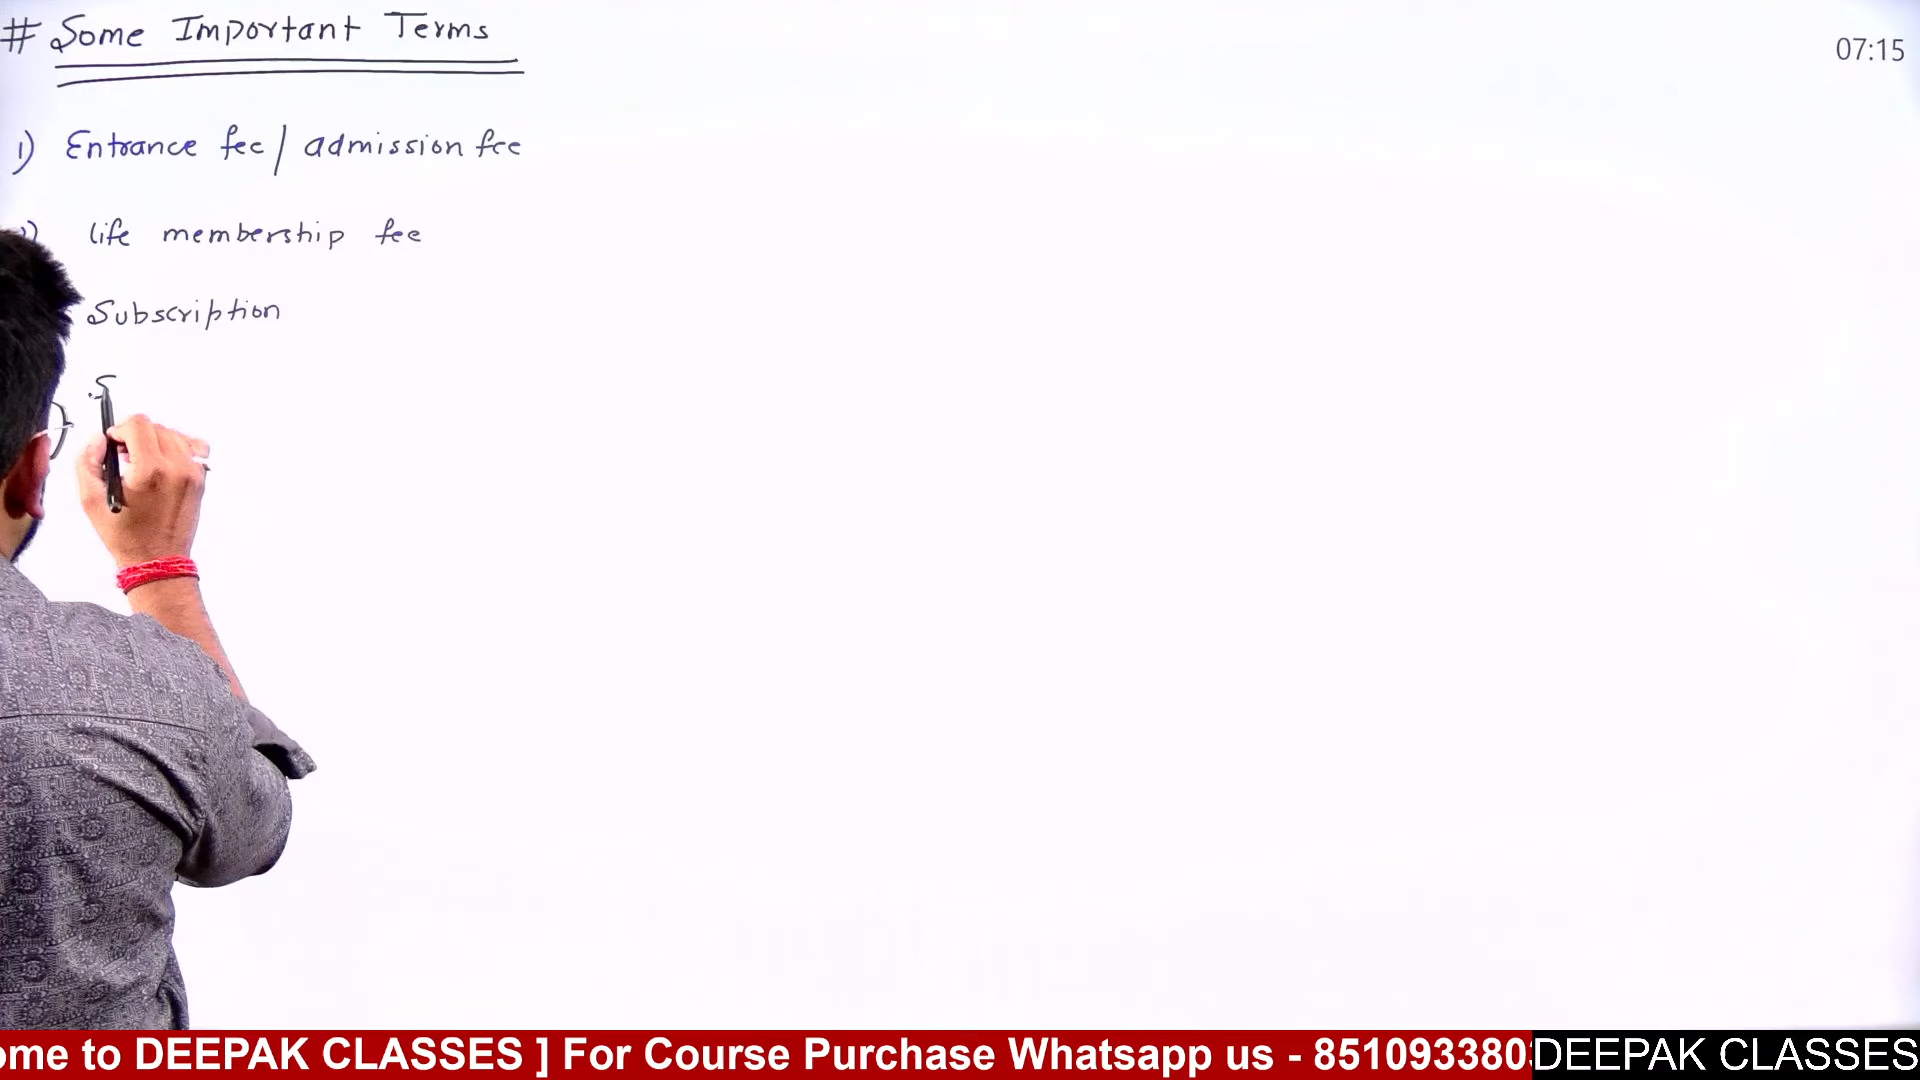 # Some Important Terms
07:15
1) Entrance fee / admission fee
life membership fee
Subscription
S
ome to DEEPAK CLASSES ] For Course Purchase Whatsapp us - 851093380
DEEPAK CLASSES